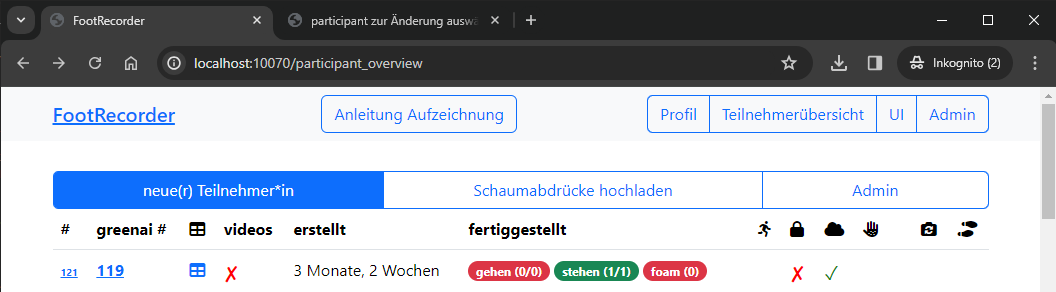 FootRecorder
participant zur Änderung auswä
localhost:10070/participant_overview
Inkognito (2)
FootRecorder
Anleitung Aufzeichnung
Profil
Teilnehmerübersicht
UI
Admin
neue(r) Teilnehmer*in
Schaumabdrücke hochladen
Admin
# greenai # videos erstellt fertiggestellt
121 119 3 Monate, 2 Wochen gehen (0/0) stehen (1/1) foam (0)